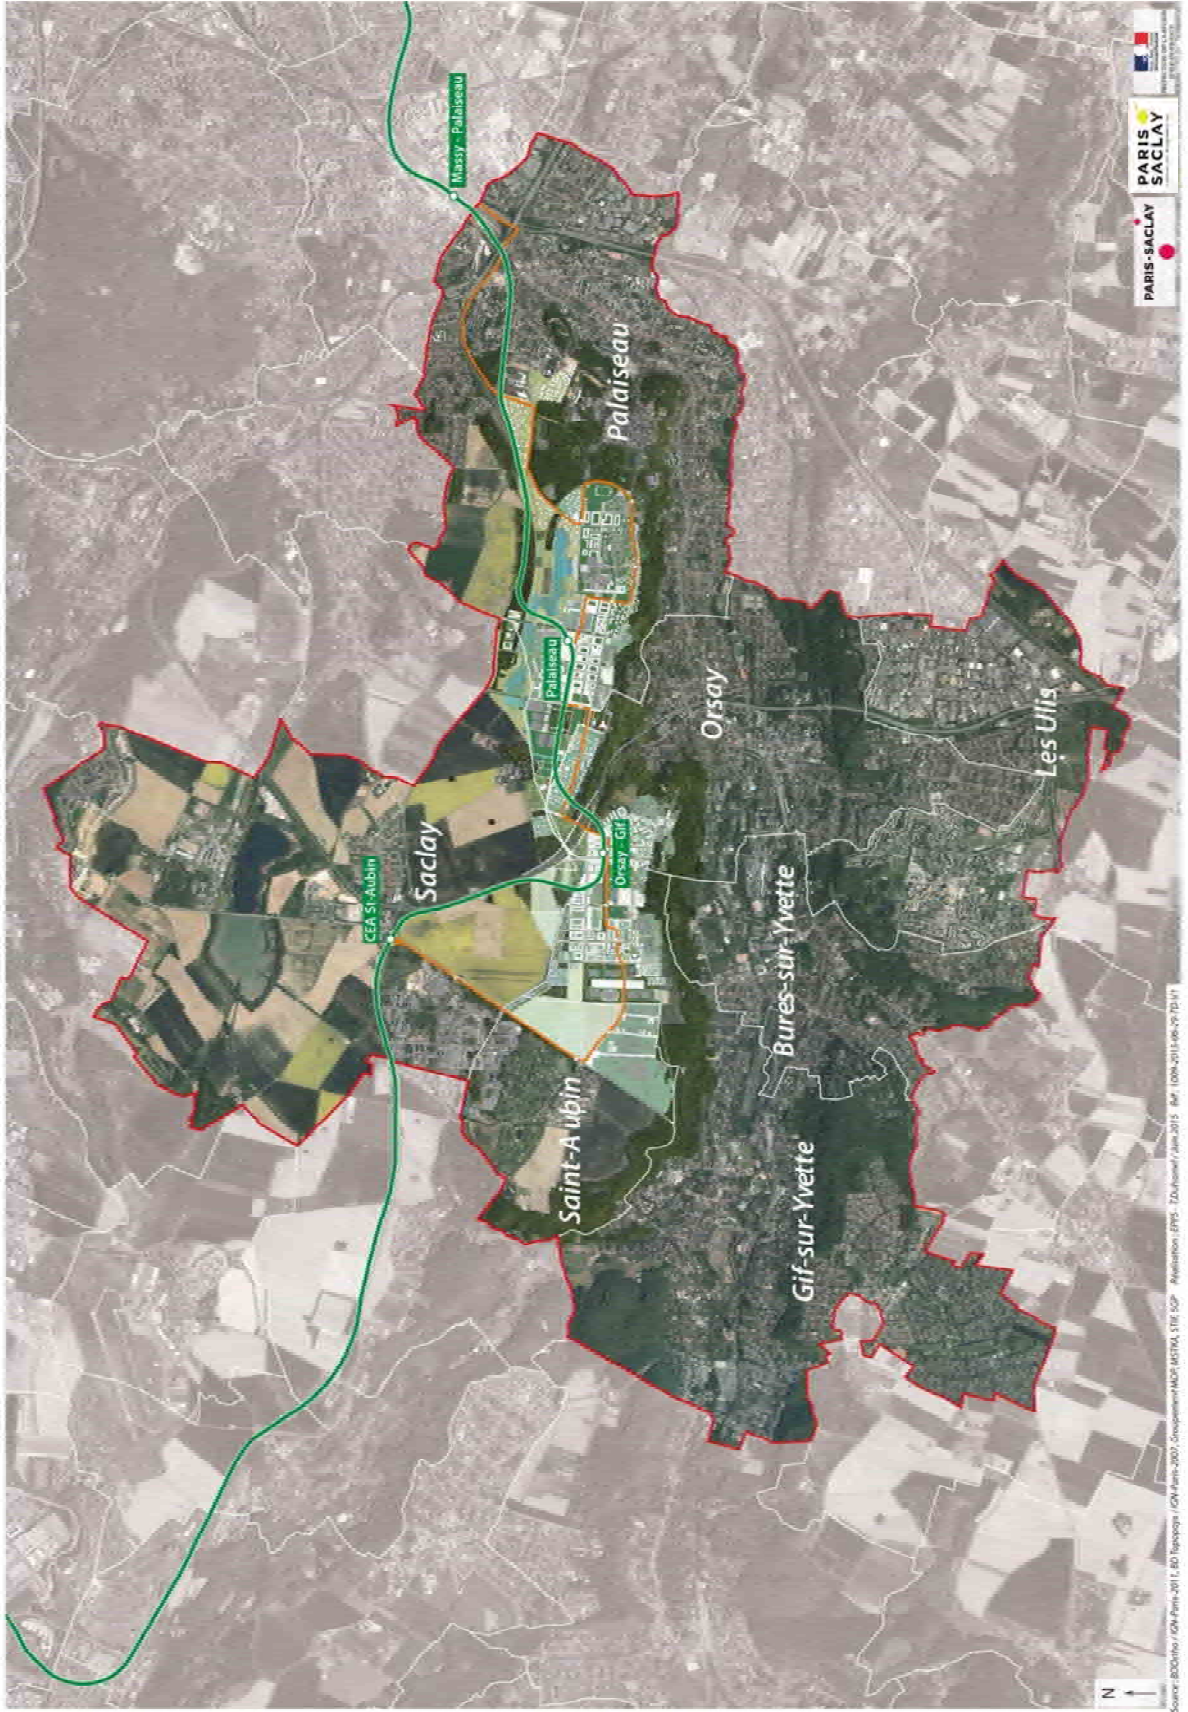 Massy - Palaiseau
Palaiseau
Palaiseau
CEA St-Aubin
Saclay
Orsay - Gif
Orsay
Les Ulis
Saint-Aubin
Bures-sur-Yvette
Gif-sur-Yvette
N
PARIS-SACLAY
PARIS
SACLAY